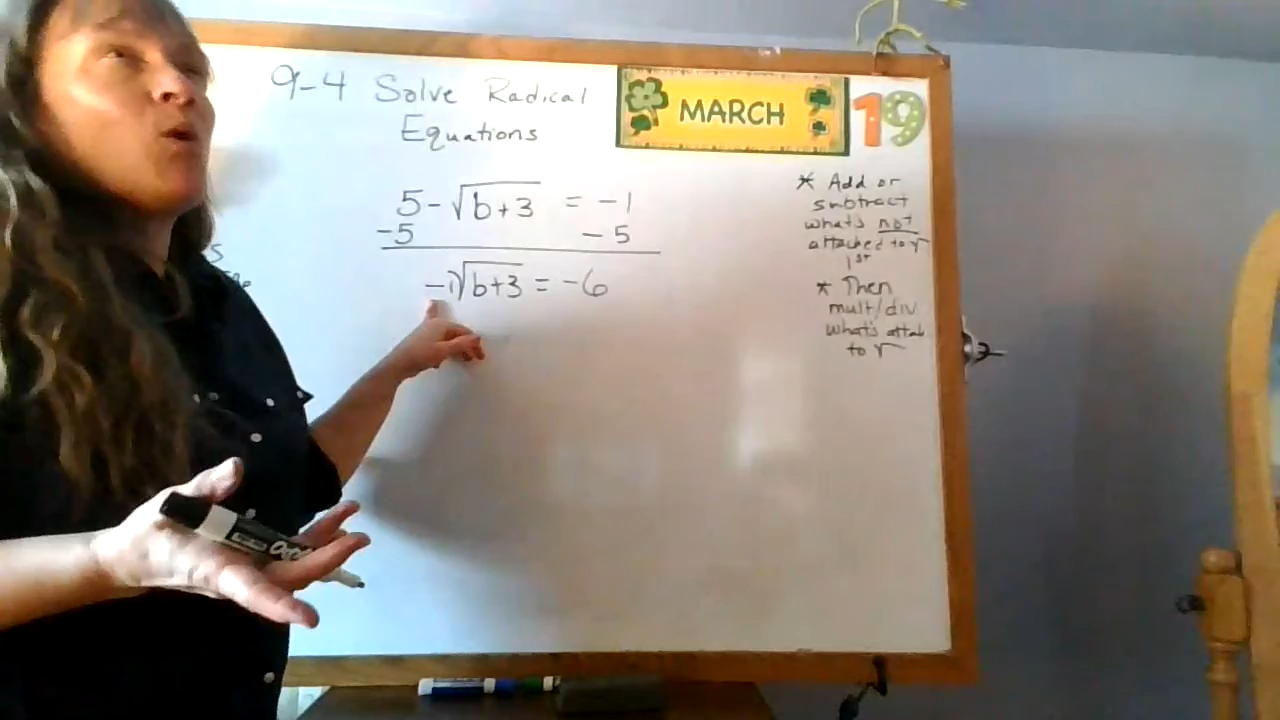 9-4 Solve Radical
Equations
MARCH 19
5 - √b+3 = -1
-5 -5
-1√b+3 = -6
* Add or
subtract
what's not
attached to √
1st
* Then
mult/div
what's attah
to √